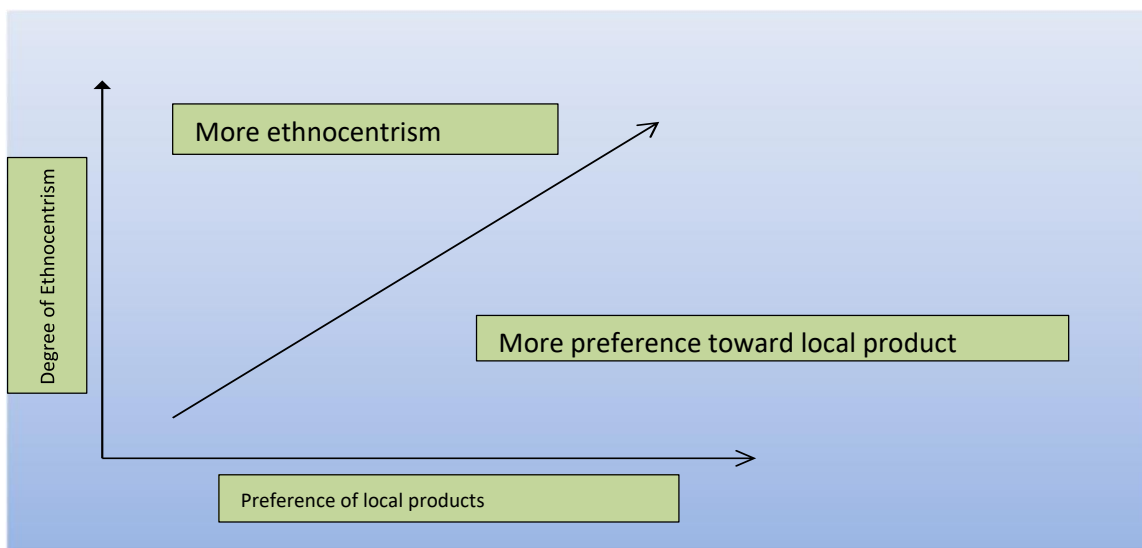 More ethnocentrism
Degree of Ethnocentrism
More preference toward local product
Preference of local products